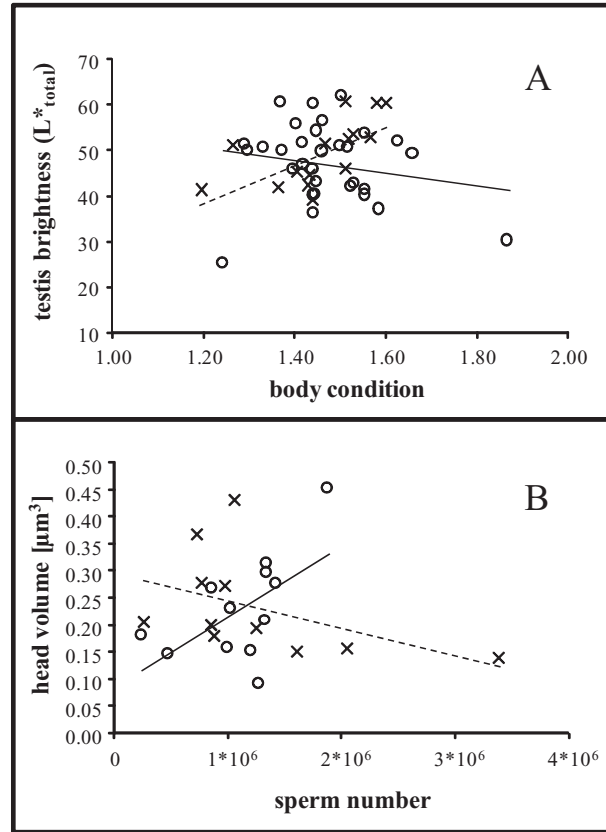 A
testis brightness (L*total)
70
60
50
40
30
20
10
1.00 1.20 1.40 1.60 1.80 2.00
body condition
B
head volume [µm³]
0.50
0.45
0.40
0.35
0.30
0.25
0.20
0.15
0.10
0.05
0.00
0 1*10⁶ 2*10⁶ 3*10⁶ 4*10⁶
sperm number